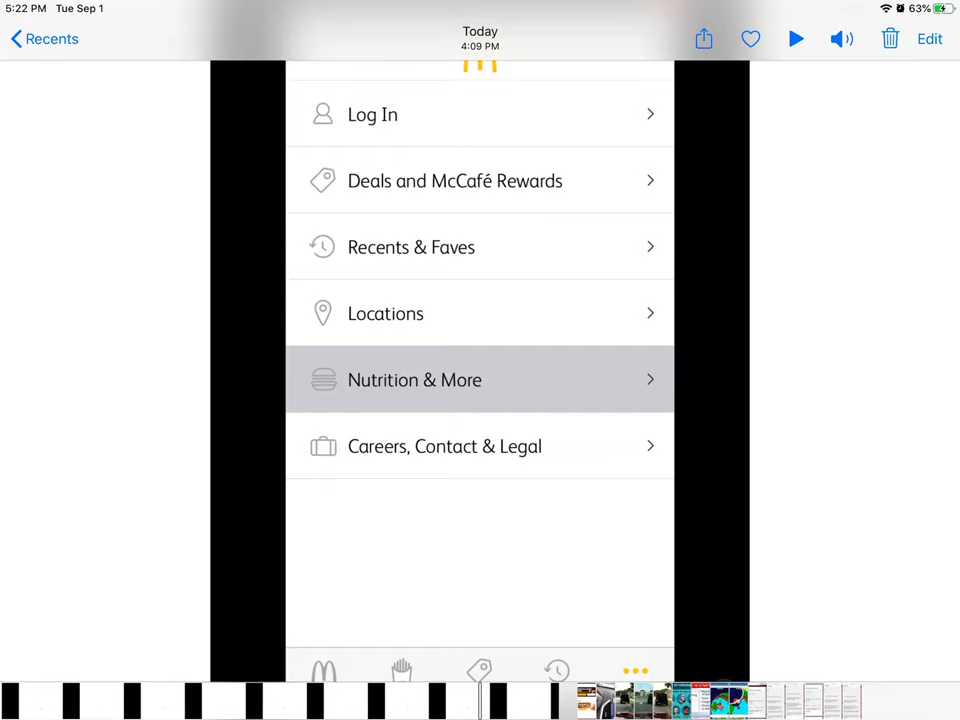 5:22 PM Tue Sep 1
63%
Recents
Today
4:09 PM
Edit
Log In
Deals and McCafé Rewards
Recents & Faves
Locations
Nutrition & More
Careers, Contact & Legal